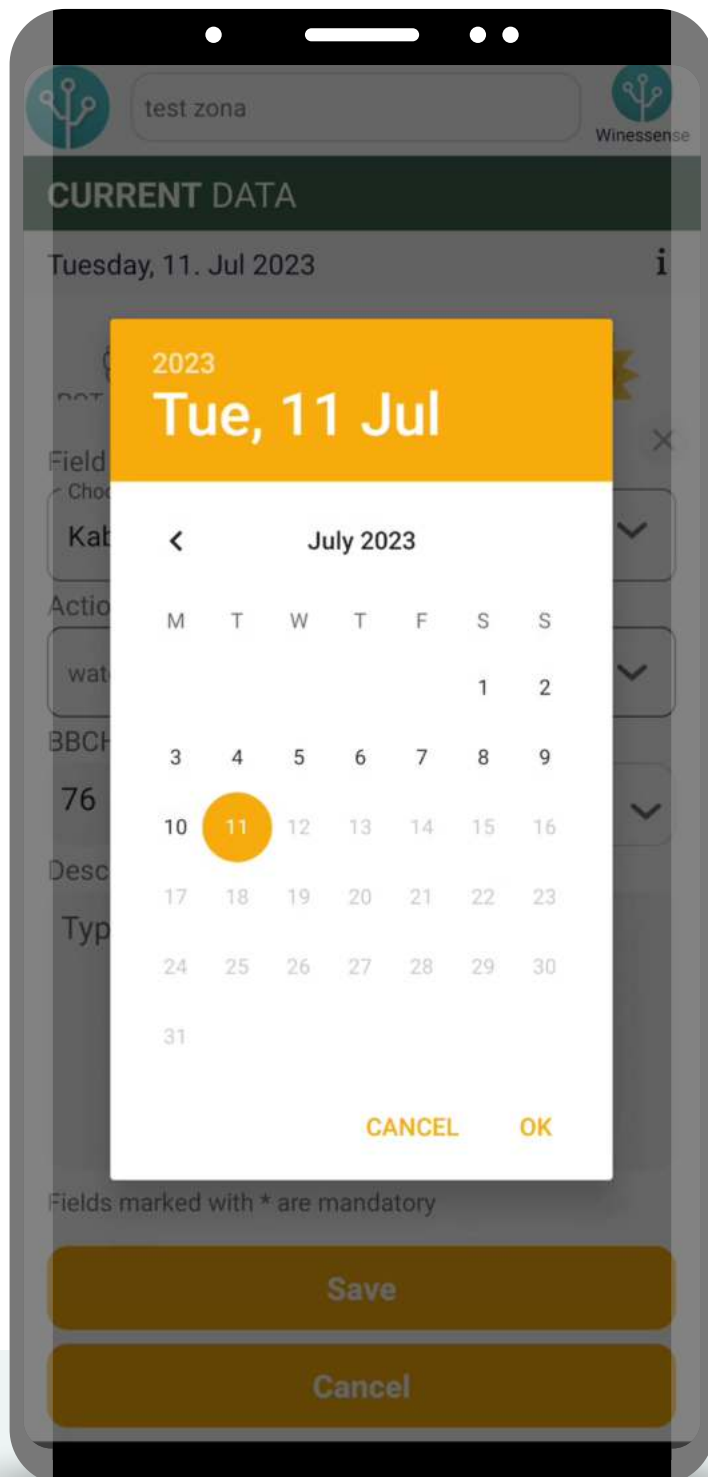 test zona
Winessense
CURRENT DATA
Tuesday, 11. Jul 2023 i
2023
Tue, 11 Jul
Field
Kab
July 2023
Actio
M T W T F S S
wat
1 2
BBCH
3 4 5 6 7 8 9
76
10 11 12 13 14 15 16
Desc
17 18 19 20 21 22 23
Typ
24 25 26 27 28 29 30
31
CANCEL OK
Fields marked with * are mandatory
Save
Cancel